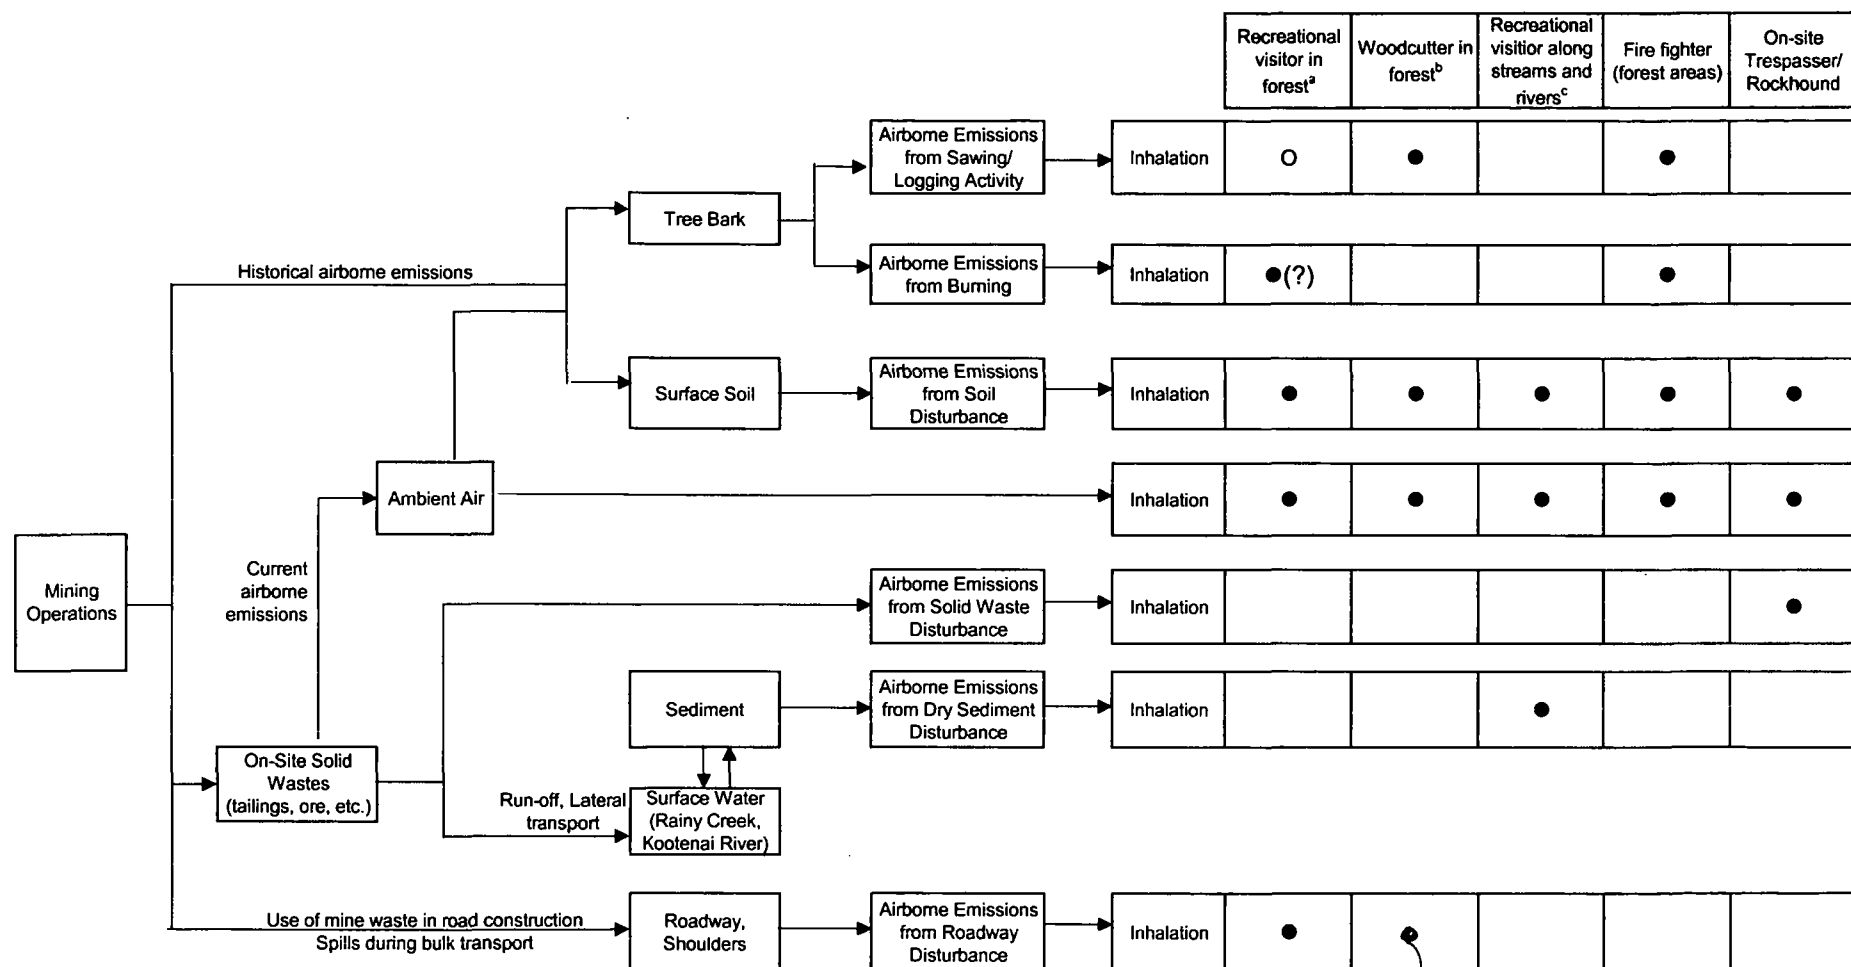 Recreational
visitor in
forestª
Woodcutter in
forestᵇ
Recreational
visitior along
streams and
riversᶜ
Fire fighter
(forest areas)
On-site
Trespasser/
Rockhound
Airborne Emissions
from Sawing/
Logging Activity
Inhalation
O
Tree Bark
Historical airborne emissions
Airborne Emissions
from Burning
Inhalation
(?)
Surface Soil
Airborne Emissions
from Soil
Disturbance
Inhalation
Ambient Air
Inhalation
Mining
Operations
Current
airborne
emissions
Airborne Emissions
from Solid Waste
Disturbance
Inhalation
Sediment
Airborne Emissions
from Dry Sediment
Disturbance
Inhalation
On-Site Solid
Wastes
(tailings, ore, etc.)
Run-off, Lateral
transport
Surface Water
(Rainy Creek,
Kootenai River)
Use of mine waste in road construction
Spills during bulk transport
Roadway,
Shoulders
Airborne Emissions
from Roadway
Disturbance
Inhalation